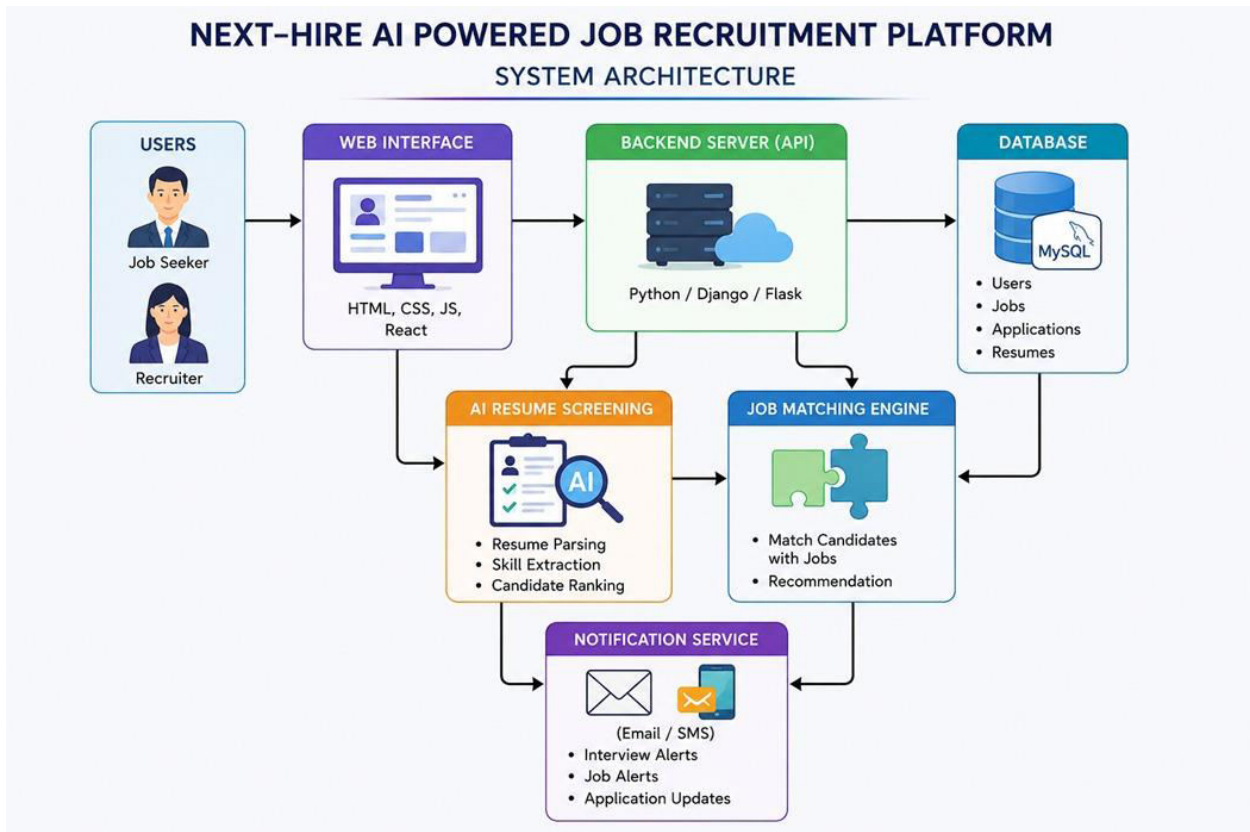 NEXT-HIRE AI POWERED JOB RECRUITMENT PLATFORM
SYSTEM ARCHITECTURE
USERS
Job Seeker
Recruiter
WEB INTERFACE
HTML, CSS, JS,
React
BACKEND SERVER (API)
Python / Django / Flask
DATABASE
MySQL
• Users
• Jobs
• Applications
• Resumes
AI RESUME SCREENING
AI
• Resume Parsing
• Skill Extraction
• Candidate Ranking
JOB MATCHING ENGINE
• Match Candidates
with Jobs
• Recommendation
NOTIFICATION SERVICE
(Email / SMS)
• Interview Alerts
• Job Alerts
• Application Updates